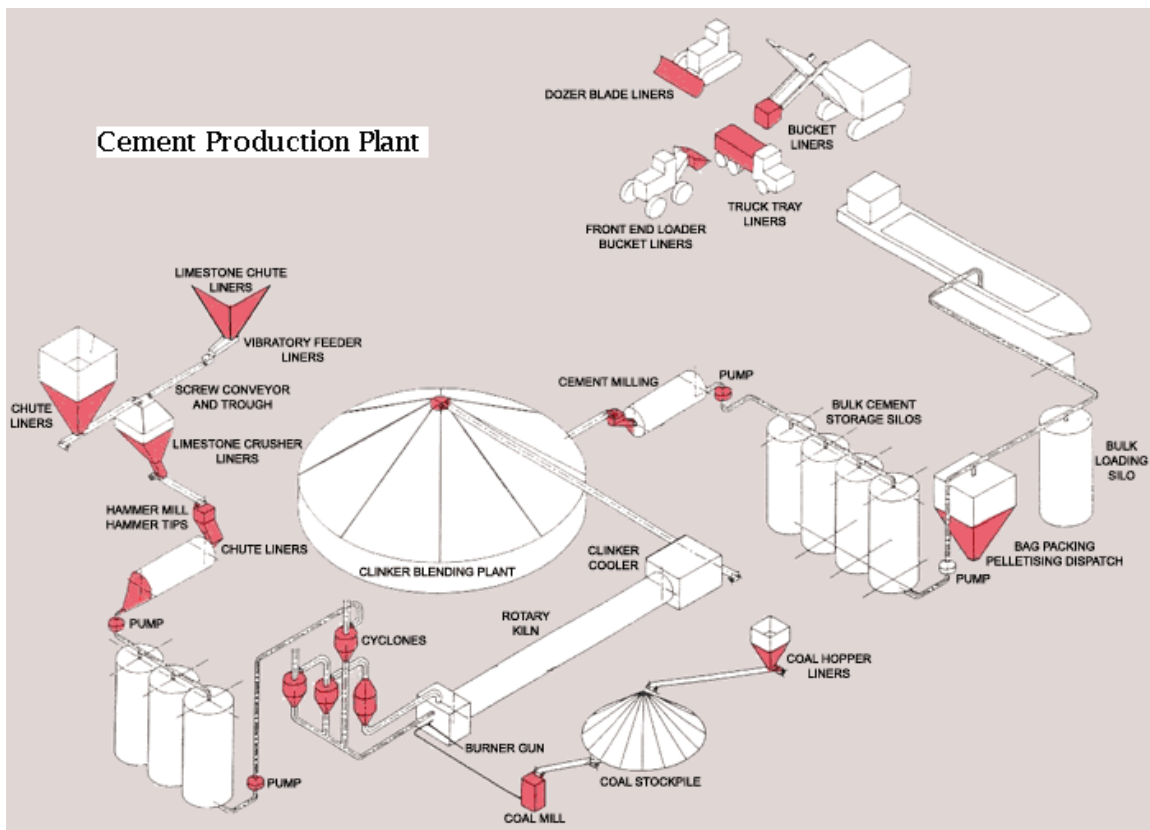 Cement Production Plant
DOZER BLADE LINERS
BUCKET
LINERS
TRUCK TRAY
LINERS
FRONT END LOADER
BUCKET LINERS
LIMESTONE CHUTE
LINERS
VIBRATORY FEEDER
LINERS
SCREW CONVEYOR
AND TROUGH
CHUTE
LINERS
LIMESTONE CRUSHER
LINERS
HAMMER MILL
HAMMER TIPS
CHUTE LINERS
PUMP
CEMENT MILLING
PUMP
BULK CEMENT
STORAGE SILOS
BULK
LOADING
SILO
BAG PACKING
PELLETISING DISPATCH
PUMP
CLINKER BLENDING PLANT
CLINKER
COOLER
ROTARY
KILN
CYCLONES
COAL HOPPER
LINERS
BURNER GUN
COAL STOCKPILE
PUMP
COAL MILL